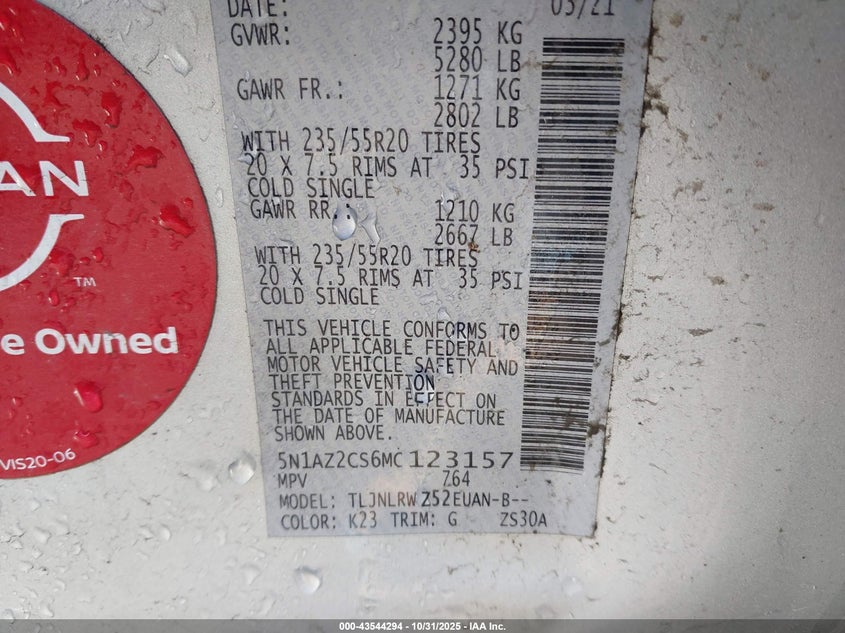 DATE: 03/21
GVWR: 2395 KG
5280 LB
GAWR FR.: 1271 KG
2802 LB
WITH 235/55R20 TIRES
20 X 7.5 RIMS AT 35 PSI
COLD SINGLE
GAWR RR.: 1210 KG
2667 LB
WITH 235/55R20 TIRES
20 X 7.5 RIMS AT 35 PSI
COLD SINGLE
THIS VEHICLE CONFORMS TO
ALL APPLICABLE FEDERAL
MOTOR VEHICLE SAFETY AND
THEFT PREVENTION
STANDARDS IN EFFECT ON
THE DATE OF MANUFACTURE
SHOWN ABOVE.
5N1AZ2CS6MC123157
MPV 764
MODEL: TLJNLRW Z52EUAN-B--
COLOR: K23 TRIM: G ZS30A
AN
TM
e Owned
VIS20-06
000-43544294 - 10/31/2025 - IAA Inc.